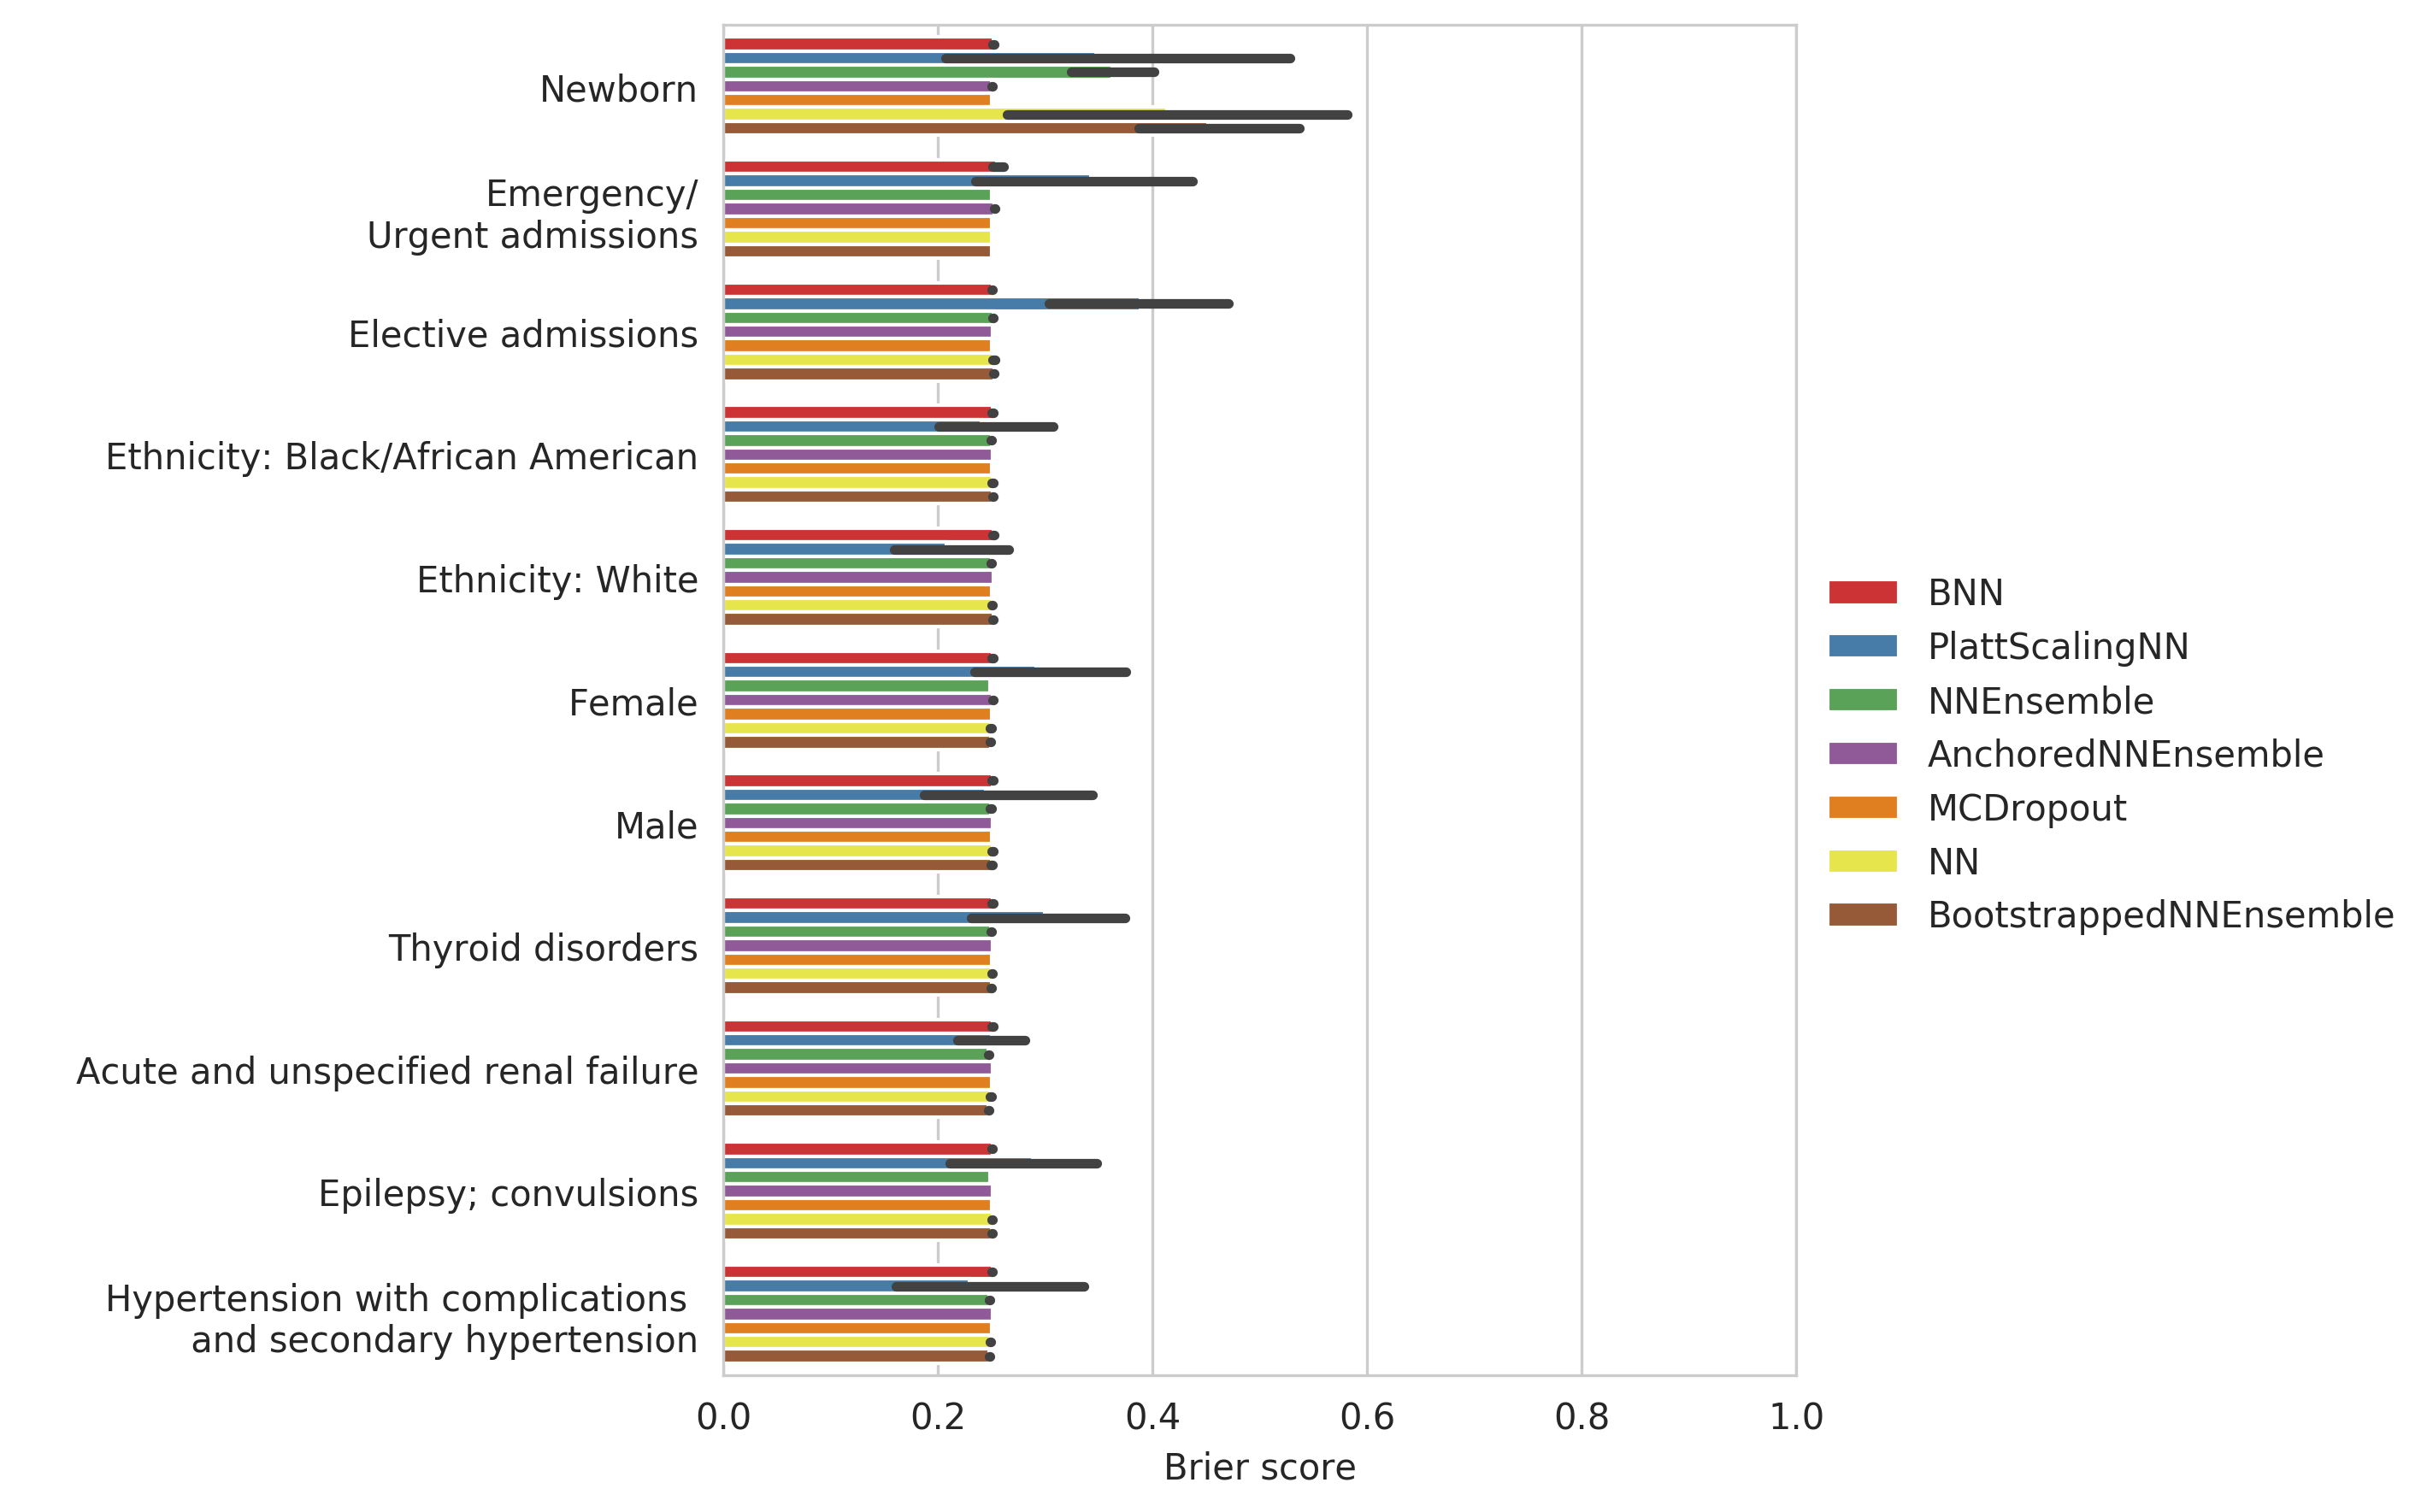 Newborn
Emergency/
Urgent admissions
Elective admissions
Ethnicity: Black/African American
Ethnicity: White
Female
Male
Thyroid disorders
Acute and unspecified renal failure
Epilepsy; convulsions
Hypertension with complications
and secondary hypertension
0.0 0.2 0.4 0.6 0.8 1.0
Brier score
BNN
PlattScalingNN
NNEnsemble
AnchoredNNEnsemble
MCDropout
NN
BootstrappedNNEnsemble